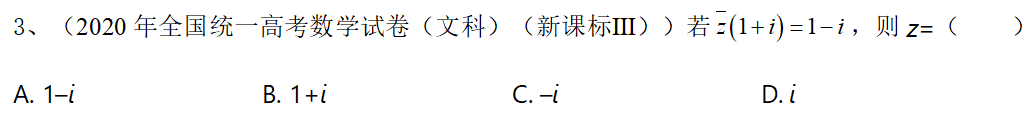 3、（2020 年全国统一高考数学试卷（文科）（新课标Ⅲ））若 z̅(1+i)=1−i，则 z=（ ）
A. 1–i B. 1+i C. –i D. i